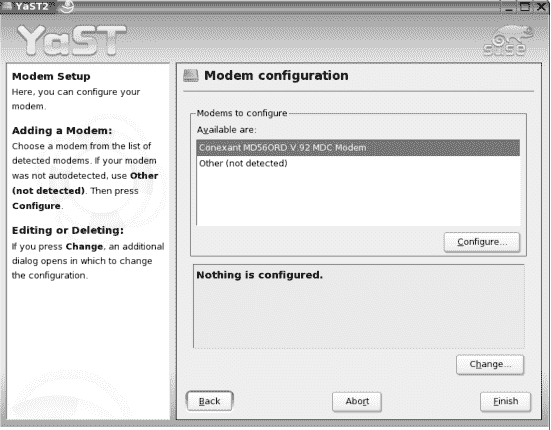 YaST2
YaST
SuSE
Modem Setup
Here, you can configure your
modem.
Adding a Modem:
Choose a modem from the list of
detected modems. If your modem
was not autodetected, use Other
(not detected). Then press
Configure.
Editing or Deleting:
If you press Change, an additional
dialog opens in which to change
the configuration.
Modem configuration
Modems to configure
Available are:
Conexant MD560RD V.92 MDC Modem
Other (not detected)
Configure...
Nothing is configured.
Change...
Back
Abort
Finish